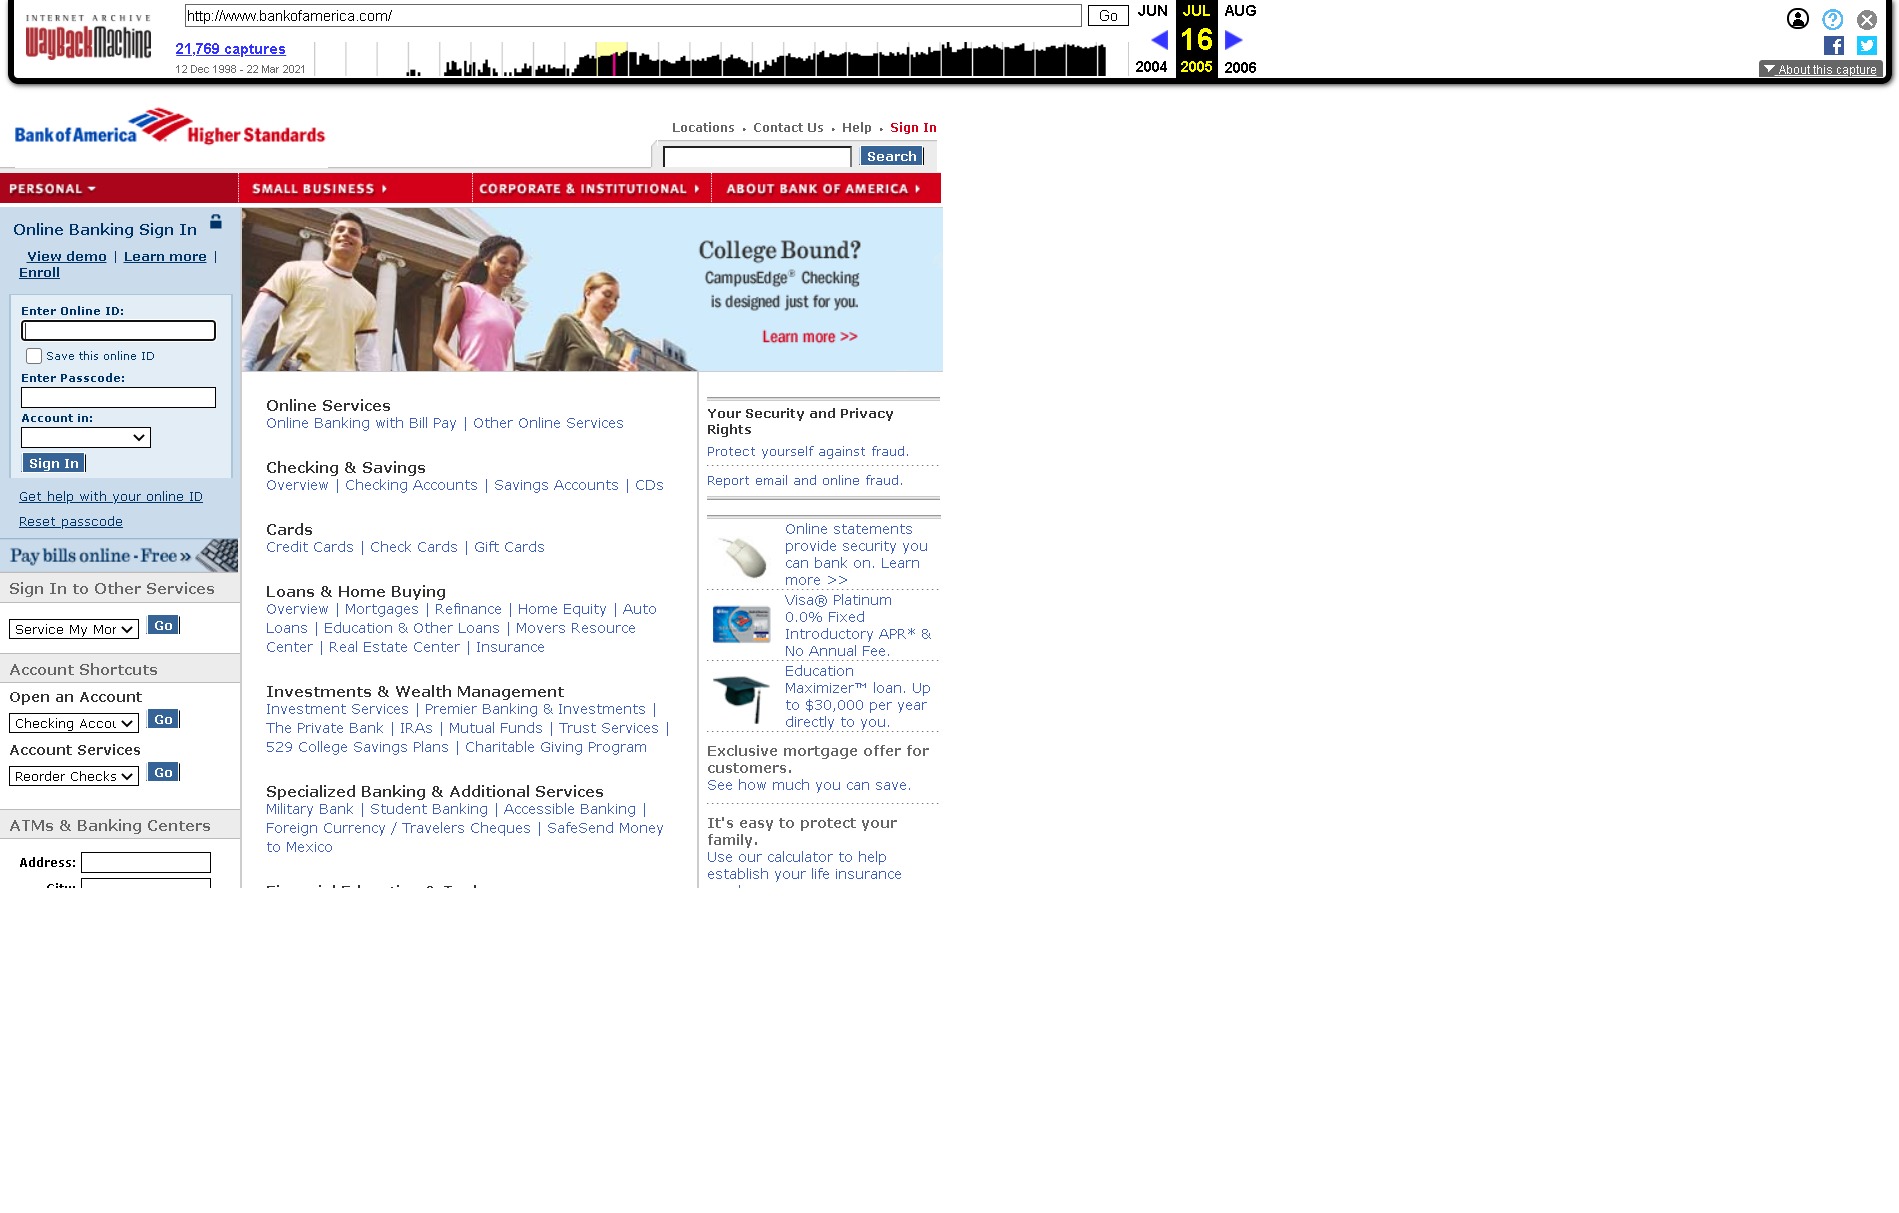 INTERNET ARCHIVE
WayBackMachine
http://www.bankofamerica.com/
Go
JUN JUL AUG
21,769 captures
16
12 Dec 1998 - 22 Mar 2021
2004 2005 2006
About this capture
Bank of America Higher Standards
Locations • Contact Us • Help • Sign In
Search
PERSONAL
SMALL BUSINESS
CORPORATE & INSTITUTIONAL
ABOUT BANK OF AMERICA
Online Banking Sign In
View demo | Learn more |
Enroll
Enter Online ID:
Save this online ID
Enter Passcode:
Account in:
Sign In
Get help with your online ID
Reset passcode
Pay bills online - Free »
Sign In to Other Services
Service My Mor
Go
Account Shortcuts
Open an Account
Checking Accou
Go
Account Services
Reorder Checks
Go
ATMs & Banking Centers
Address:
City:
College Bound?
CampusEdge® Checking
is designed just for you.
Learn more >>
Online Services
Online Banking with Bill Pay | Other Online Services
Checking & Savings
Overview | Checking Accounts | Savings Accounts | CDs
Cards
Credit Cards | Check Cards | Gift Cards
Loans & Home Buying
Overview | Mortgages | Refinance | Home Equity | Auto
Loans | Education & Other Loans | Movers Resource
Center | Real Estate Center | Insurance
Investments & Wealth Management
Investment Services | Premier Banking & Investments |
The Private Bank | IRAs | Mutual Funds | Trust Services |
529 College Savings Plans | Charitable Giving Program
Specialized Banking & Additional Services
Military Bank | Student Banking | Accessible Banking |
Foreign Currency / Travelers Cheques | SafeSend Money
to Mexico
Your Security and Privacy
Rights
Protect yourself against fraud.
Report email and online fraud.
Online statements
provide security you
can bank on. Learn
more >>
Visa® Platinum
0.0% Fixed
Introductory APR* &
No Annual Fee.
Education
Maximizer™ loan. Up
to $30,000 per year
directly to you.
Exclusive mortgage offer for
customers.
See how much you can save.
It's easy to protect your
family.
Use our calculator to help
establish your life insurance